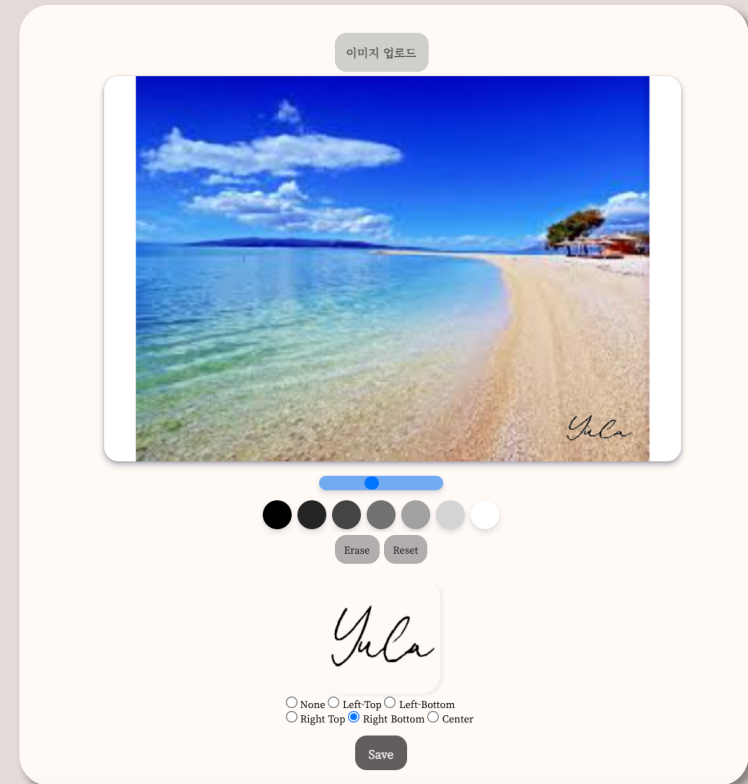 이미지 업로드
Yula
Erase Reset
Yula
None Left-Top Left-Bottom
Right Top Right Bottom Center
Save